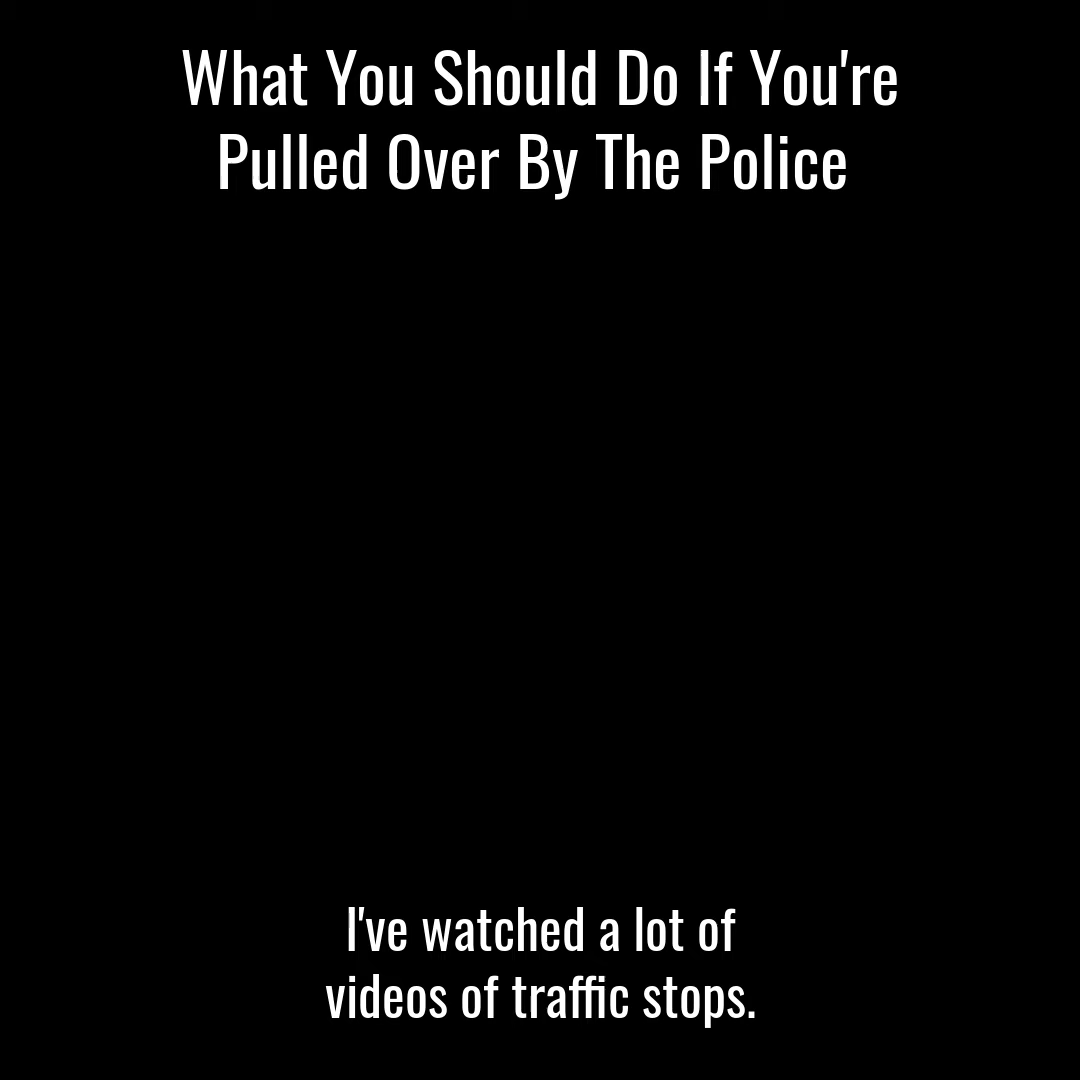 What You Should Do If You're
Pulled Over By The Police
I've watched a lot of
videos of traffic stops.